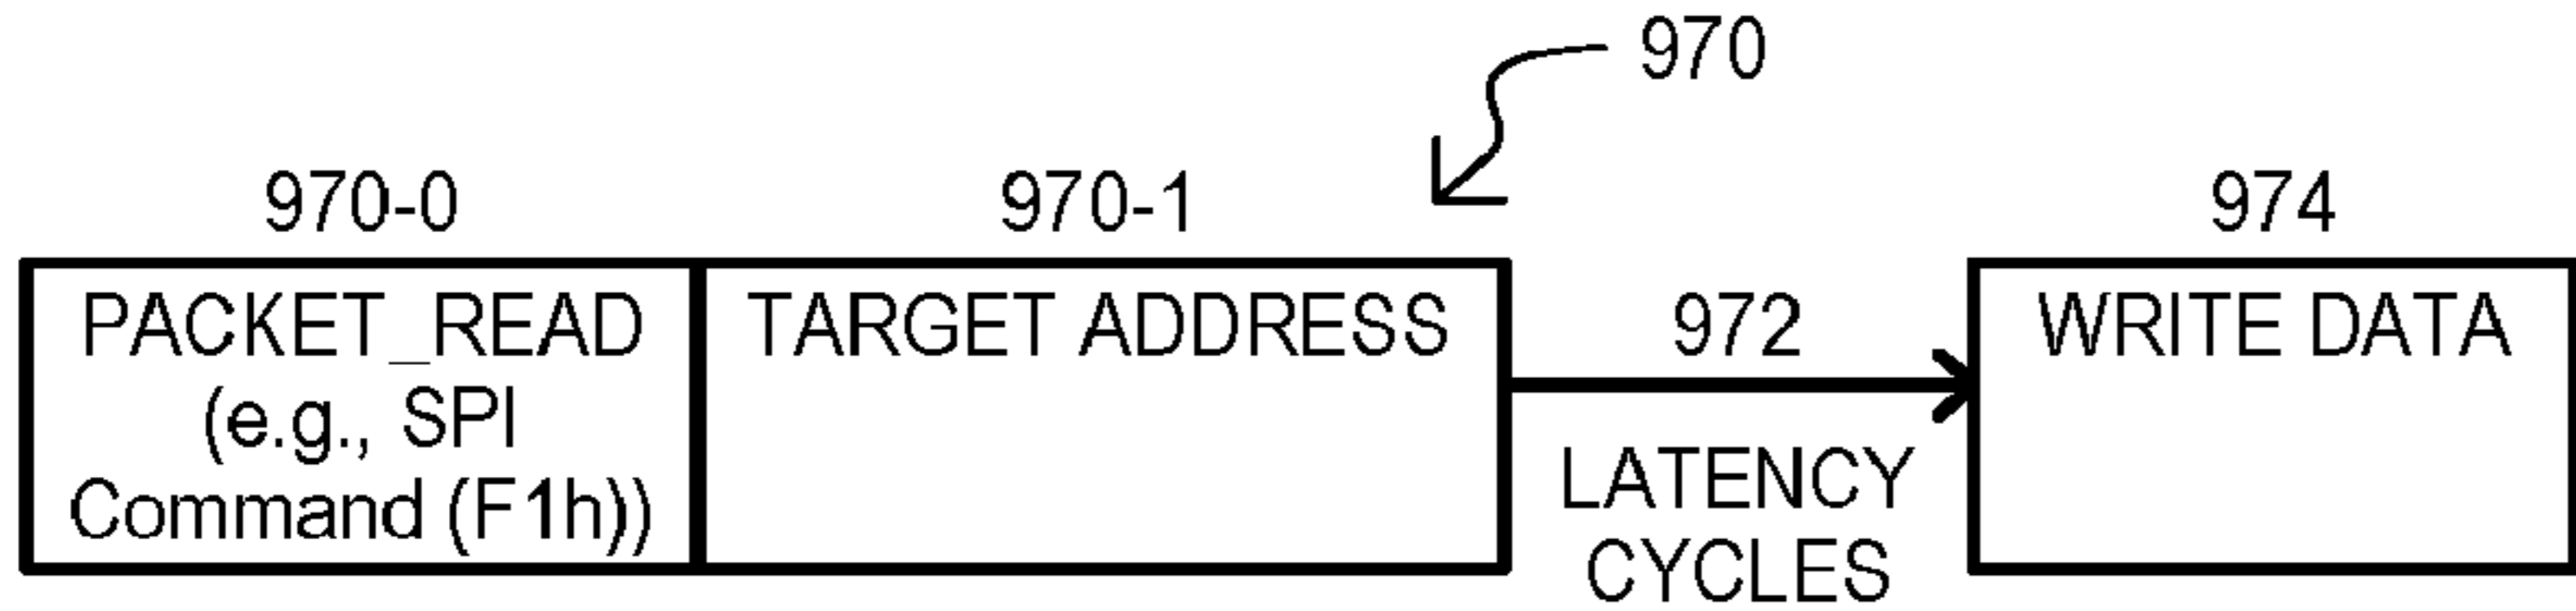 970
970-0 970-1 974
PACKET_READ TARGET ADDRESS 972 WRITE DATA
(e.g., SPI
Command (F1h))
LATENCY
CYCLES